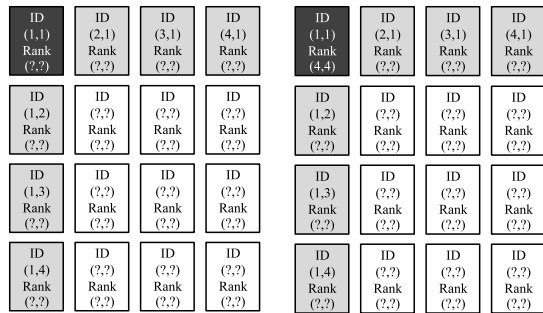 ID
(1,1)
Rank
(?,?)
ID
(2,1)
Rank
(?,?)
ID
(3,1)
Rank
(?,?)
ID
(4,1)
Rank
(?,?)
ID
(1,2)
Rank
(?,?)
ID
(?,?)
Rank
(?,?)
ID
(?,?)
Rank
(?,?)
ID
(?,?)
Rank
(?,?)
ID
(1,3)
Rank
(?,?)
ID
(?,?)
Rank
(?,?)
ID
(?,?)
Rank
(?,?)
ID
(?,?)
Rank
(?,?)
ID
(1,4)
Rank
(?,?)
ID
(?,?)
Rank
(?,?)
ID
(?,?)
Rank
(?,?)
ID
(?,?)
Rank
(?,?)
ID
(1,1)
Rank
(4,4)
ID
(2,1)
Rank
(?,?)
ID
(3,1)
Rank
(?,?)
ID
(4,1)
Rank
(?,?)
ID
(1,2)
Rank
(?,?)
ID
(?,?)
Rank
(?,?)
ID
(?,?)
Rank
(?,?)
ID
(?,?)
Rank
(?,?)
ID
(1,3)
Rank
(?,?)
ID
(?,?)
Rank
(?,?)
ID
(?,?)
Rank
(?,?)
ID
(?,?)
Rank
(?,?)
ID
(1,4)
Rank
(?,?)
ID
(?,?)
Rank
(?,?)
ID
(?,?)
Rank
(?,?)
ID
(?,?)
Rank
(?,?)